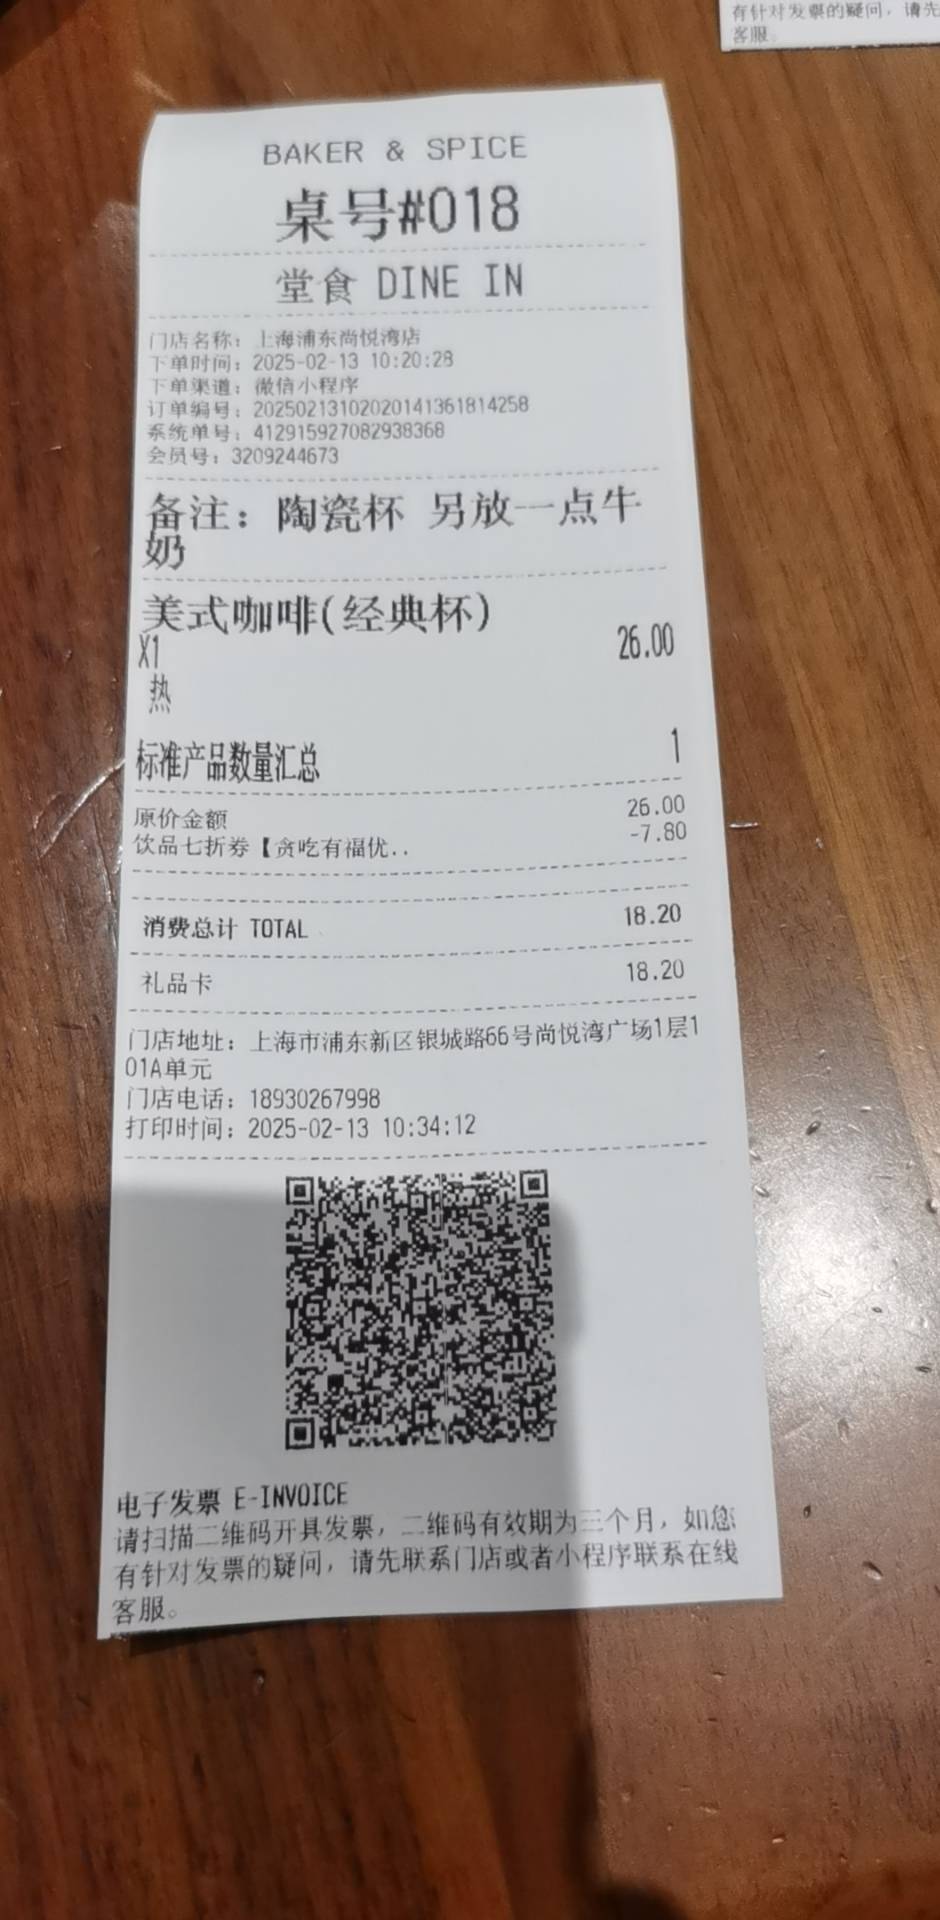 有针对发票的疑问，请先
客服。
BAKER & SPICE
桌号#018
堂食 DINE IN
门店名称：上海浦东尚悦湾店
下单时间：2025-02-13 10:20:28
下单渠道：微信小程序
订单编号：20250213102020141361814258
系统单号：412915927082938368
会员号：3209244673
备注：陶瓷杯 另放一点牛
奶
美式咖啡(经典杯)
X1 26.00
热
标准产品数量汇总 1
原价金额 26.00
饮品七折券【贪吃有福优.. -7.80
消费总计 TOTAL 18.20
礼品卡 18.20
门店地址：上海市浦东新区银城路66号尚悦湾广场1层1
01A单元
门店电话：18930267998
打印时间：2025-02-13 10:34:12
电子发票 E-INVOICE
请扫描二维码开具发票，二维码有效期为三个月，如您
有针对发票的疑问，请先联系门店或者小程序联系在线
客服。